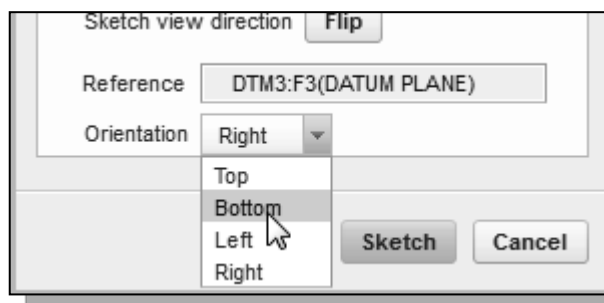 Sketch view direction Flip
Reference DTM3:F3(DATUM PLANE)
Orientation Right
Top
Bottom
Left
Right
Sketch Cancel